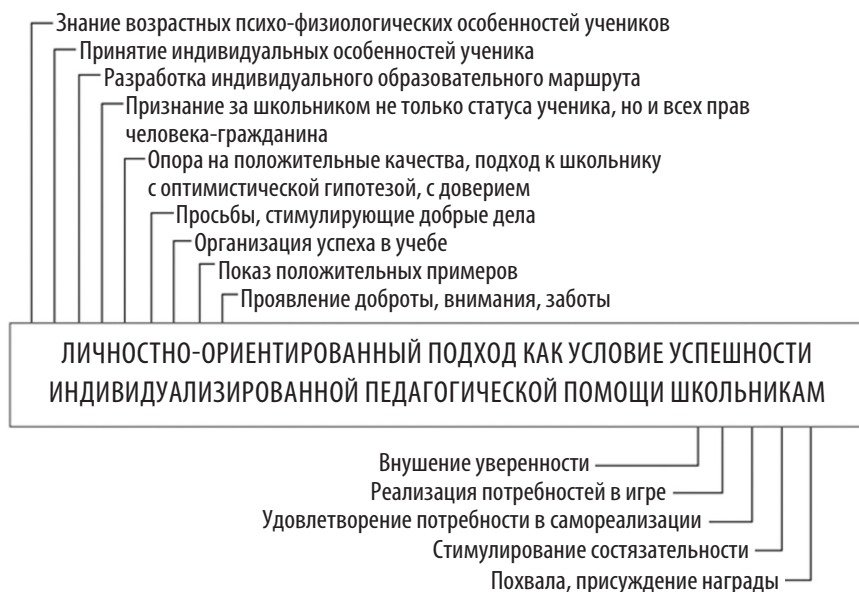 Знание возрастных психо-физиологических особенностей учеников
Принятие индивидуальных особенностей ученика
Разработка индивидуального образовательного маршрута
Признание за школьником не только статуса ученика, но и всех прав
человека-гражданина
Опора на положительные качества, подход к школьнику
с оптимистической гипотезой, с доверием
Просьбы, стимулирующие добрые дела
Организация успеха в учебе
Показ положительных примеров
Проявление доброты, внимания, заботы
ЛИЧНОСТНО-ОРИЕНТИРОВАННЫЙ ПОДХОД КАК УСЛОВИЕ УСПЕШНОСТИ
ИНДИВИДУАЛИЗИРОВАННОЙ ПЕДАГОГИЧЕСКОЙ ПОМОЩИ ШКОЛЬНИКАМ
Внушение уверенности
Реализация потребностей в игре
Удовлетворение потребности в самореализации
Стимулирование состязательности
Похвала, присуждение награды